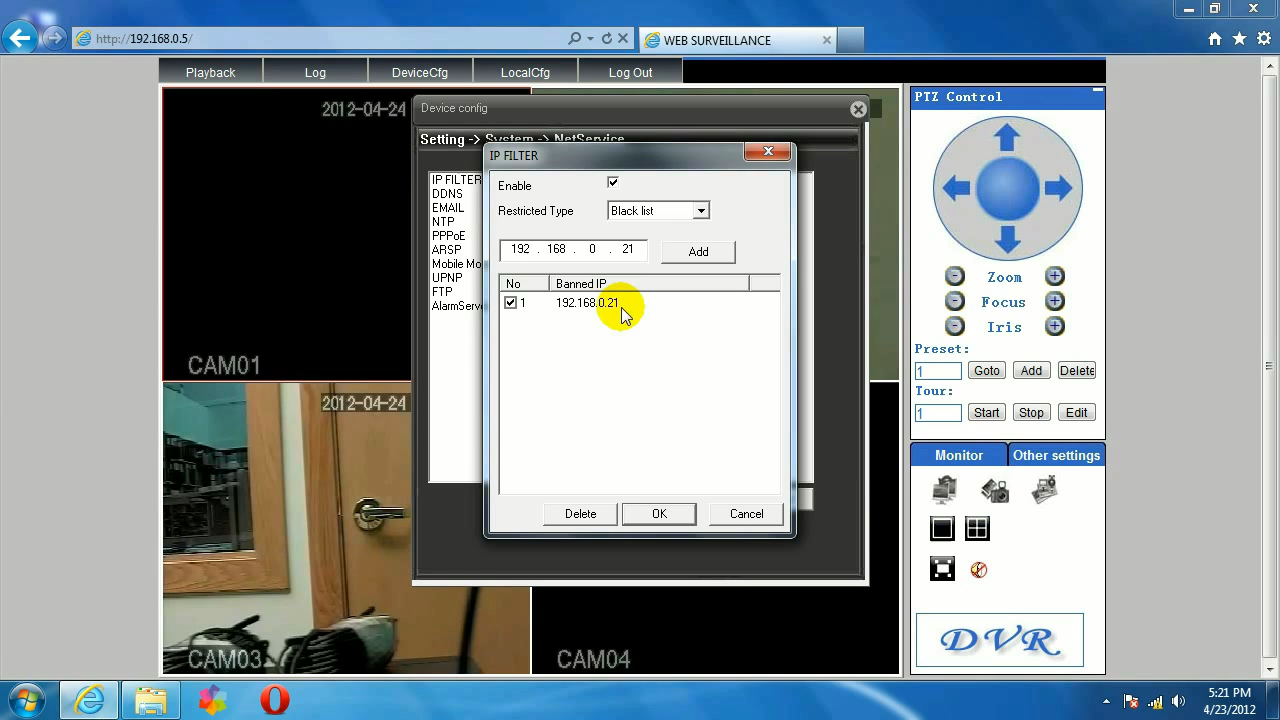 http://192.168.0.5/
WEB SURVEILLANCE
Playback
Log
DeviceCfg
LocalCfg
Log Out
2012-04-24
CAM01
2012-04-24
CAM03
CAM04
Device config
Setting -> System -> NetService
IP FILTER
DDNS
EMAIL
NTP
PPPoE
ARSP
Mobile Mo
UPNP
FTP
AlarmServe
IP FILTER
Enable
Restricted Type
Black list
192 . 168 . 0 . 21
Add
No Banned IP
1 192.168.0.21
Delete
OK
Cancel
PTZ Control
- Zoom +
- Focus +
- Iris +
Preset:
1 Goto Add Delete
Tour:
1 Start Stop Edit
Monitor
Other settings
DVR
5:21 PM
4/23/2012